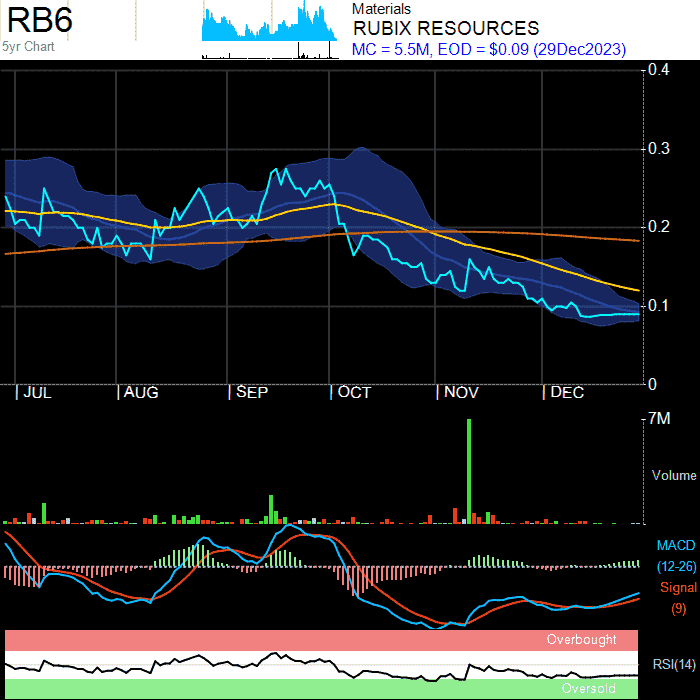 RB6
5yr Chart
Materials
RUBIX RESOURCES
MC = 5.5M, EOD = $0.09 (29Dec2023)
0.4
0.3
0.2
0.1
0
| JUL | AUG | SEP | OCT | NOV | DEC
7M
Volume
MACD
(12-26)
Signal
(9)
Overbought
RSI(14)
Oversold